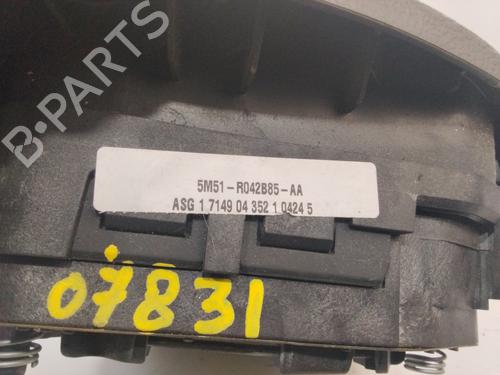 B-PARTS
5M51-R042B85-AA
ASG 1 7149 04 352 1 0424 5
07831